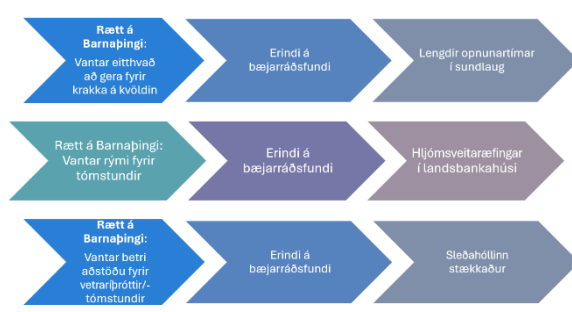 Rætt á
Barnaþingi:
Vantar eitthvað
að gera fyrir
krakka á kvöldin
Erindi á
bæjarráðsfundi
Lengdir opnunartímar
í sundlaug
Rætt á Barnaþingi:
Vantar rými fyrir
tómstundir
Erindi á
bæjarráðsfundi
Hljómsveitaræfingar
í landsbankahúsi
Rætt á
Barnaþingi:
Vantar betri
aðstöðu fyrir
vetraríþróttir/-
tómstundir
Erindi á
bæjarráðsfundi
Sleðahóllinn
stækkaður